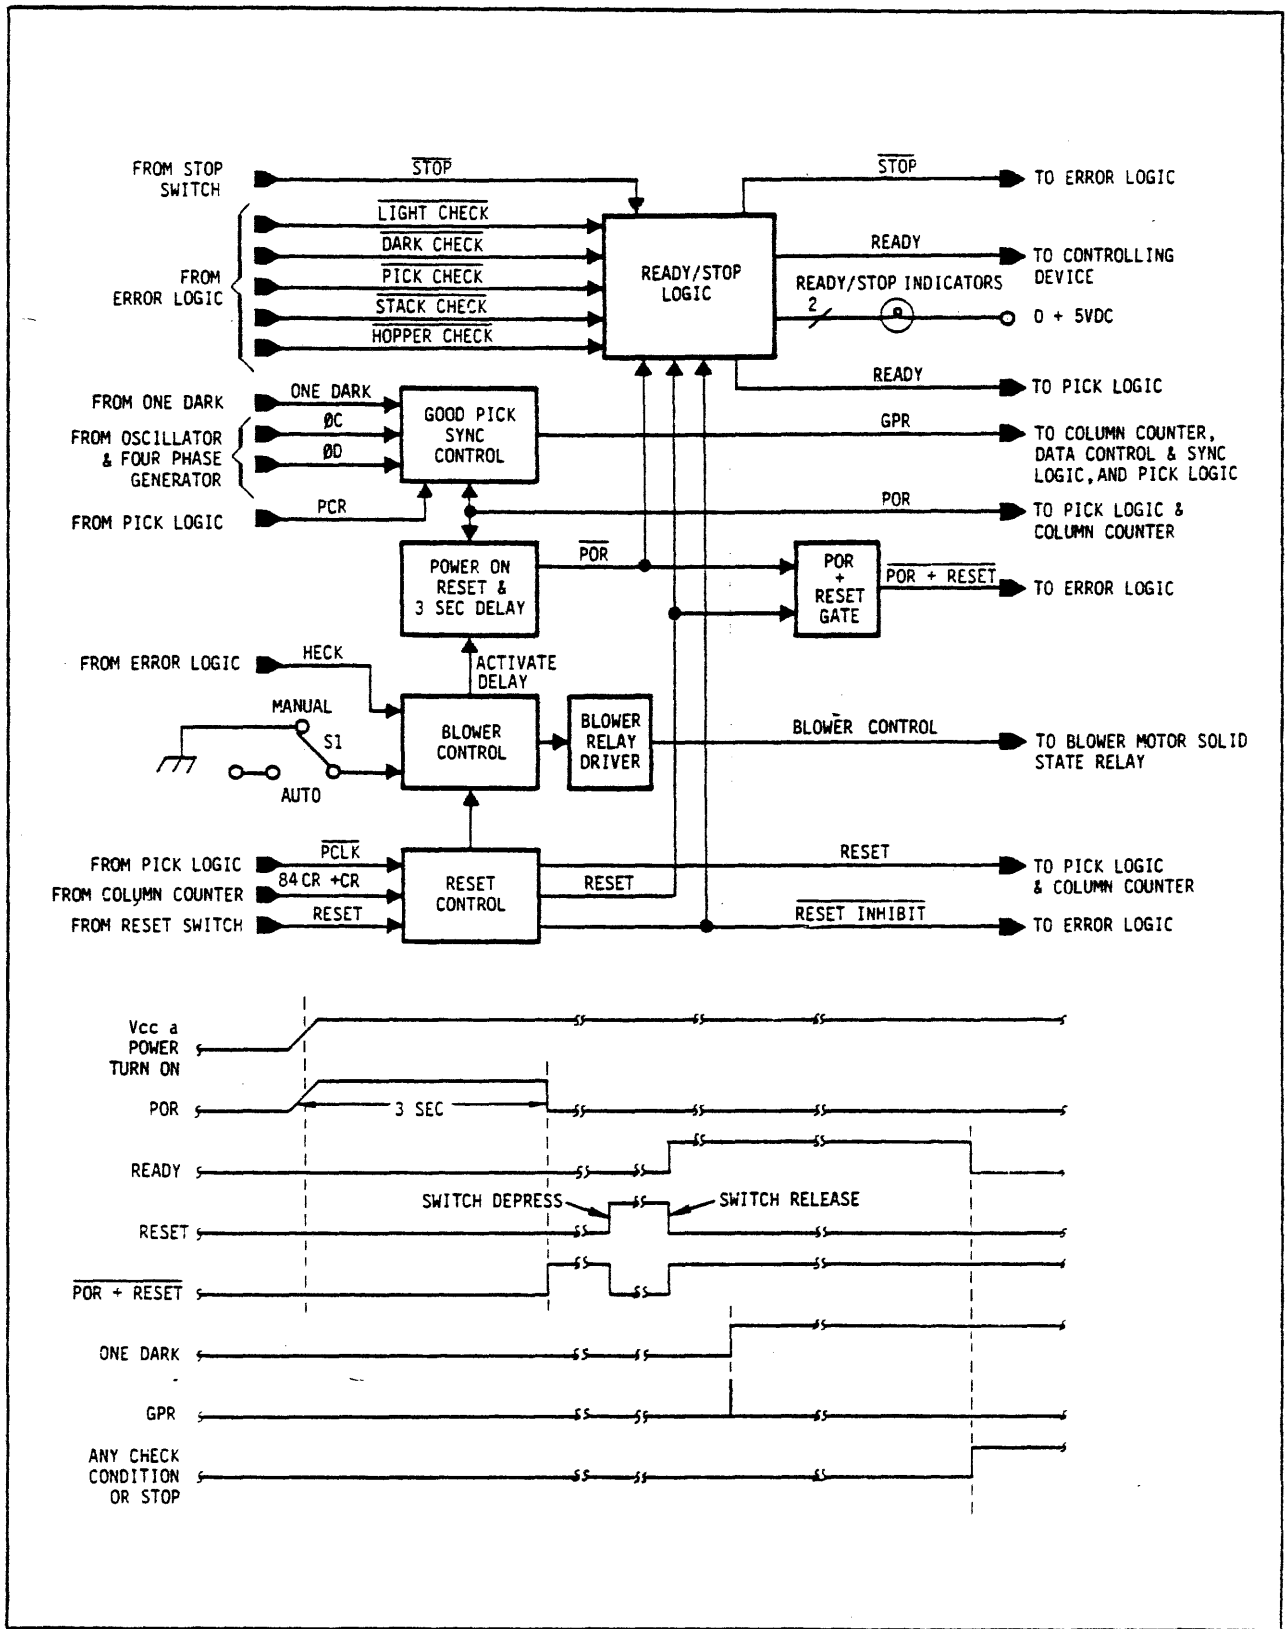 FROM STOP
SWITCH
STOP
STOP
TO ERROR LOGIC
FROM
ERROR LOGIC
LIGHT CHECK
DARK CHECK
PICK CHECK
STACK CHECK
HOPPER CHECK
READY/STOP
LOGIC
READY
TO CONTROLLING
DEVICE
READY/STOP INDICATORS
2
O + 5VDC
READY
TO PICK LOGIC
FROM ONE DARK
ONE DARK
FROM OSCILLATOR
& FOUR PHASE
GENERATOR
ØC
ØD
GOOD PICK
SYNC
CONTROL
GPR
TO COLUMN COUNTER,
DATA CONTROL & SYNC
LOGIC, AND PICK LOGIC
FROM PICK LOGIC
PCR
POR
TO PICK LOGIC &
COLUMN COUNTER
POWER ON
RESET &
3 SEC DELAY
POR
POR
+
RESET
GATE
POR + RESET
TO ERROR LOGIC
FROM ERROR LOGIC
HECK
ACTIVATE
DELAY
MANUAL
S1
AUTO
BLOWER
CONTROL
BLOWER
RELAY
DRIVER
BLOWER CONTROL
TO BLOWER MOTOR SOLID
STATE RELAY
FROM PICK LOGIC
PCLK
FROM COLUMN COUNTER
84 CR +CR
FROM RESET SWITCH
RESET
RESET
CONTROL
RESET
TO PICK LOGIC
& COLUMN COUNTER
RESET
RESET INHIBIT
TO ERROR LOGIC
Vcc a
POWER
TURN ON
POR
3 SEC
READY
SWITCH DEPRESS
SWITCH RELEASE
RESET
POR + RESET
ONE DARK
GPR
ANY CHECK
CONDITION
OR STOP